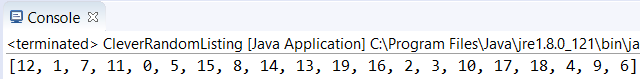 Console
<terminated> CleverRandomListing [Java Application] C:\Program Files\Java\jre1.8.0_121\bin\ja
[12, 1, 7, 11, 0, 5, 15, 8, 14, 13, 19, 16, 2, 3, 10, 17, 18, 4, 9, 6]